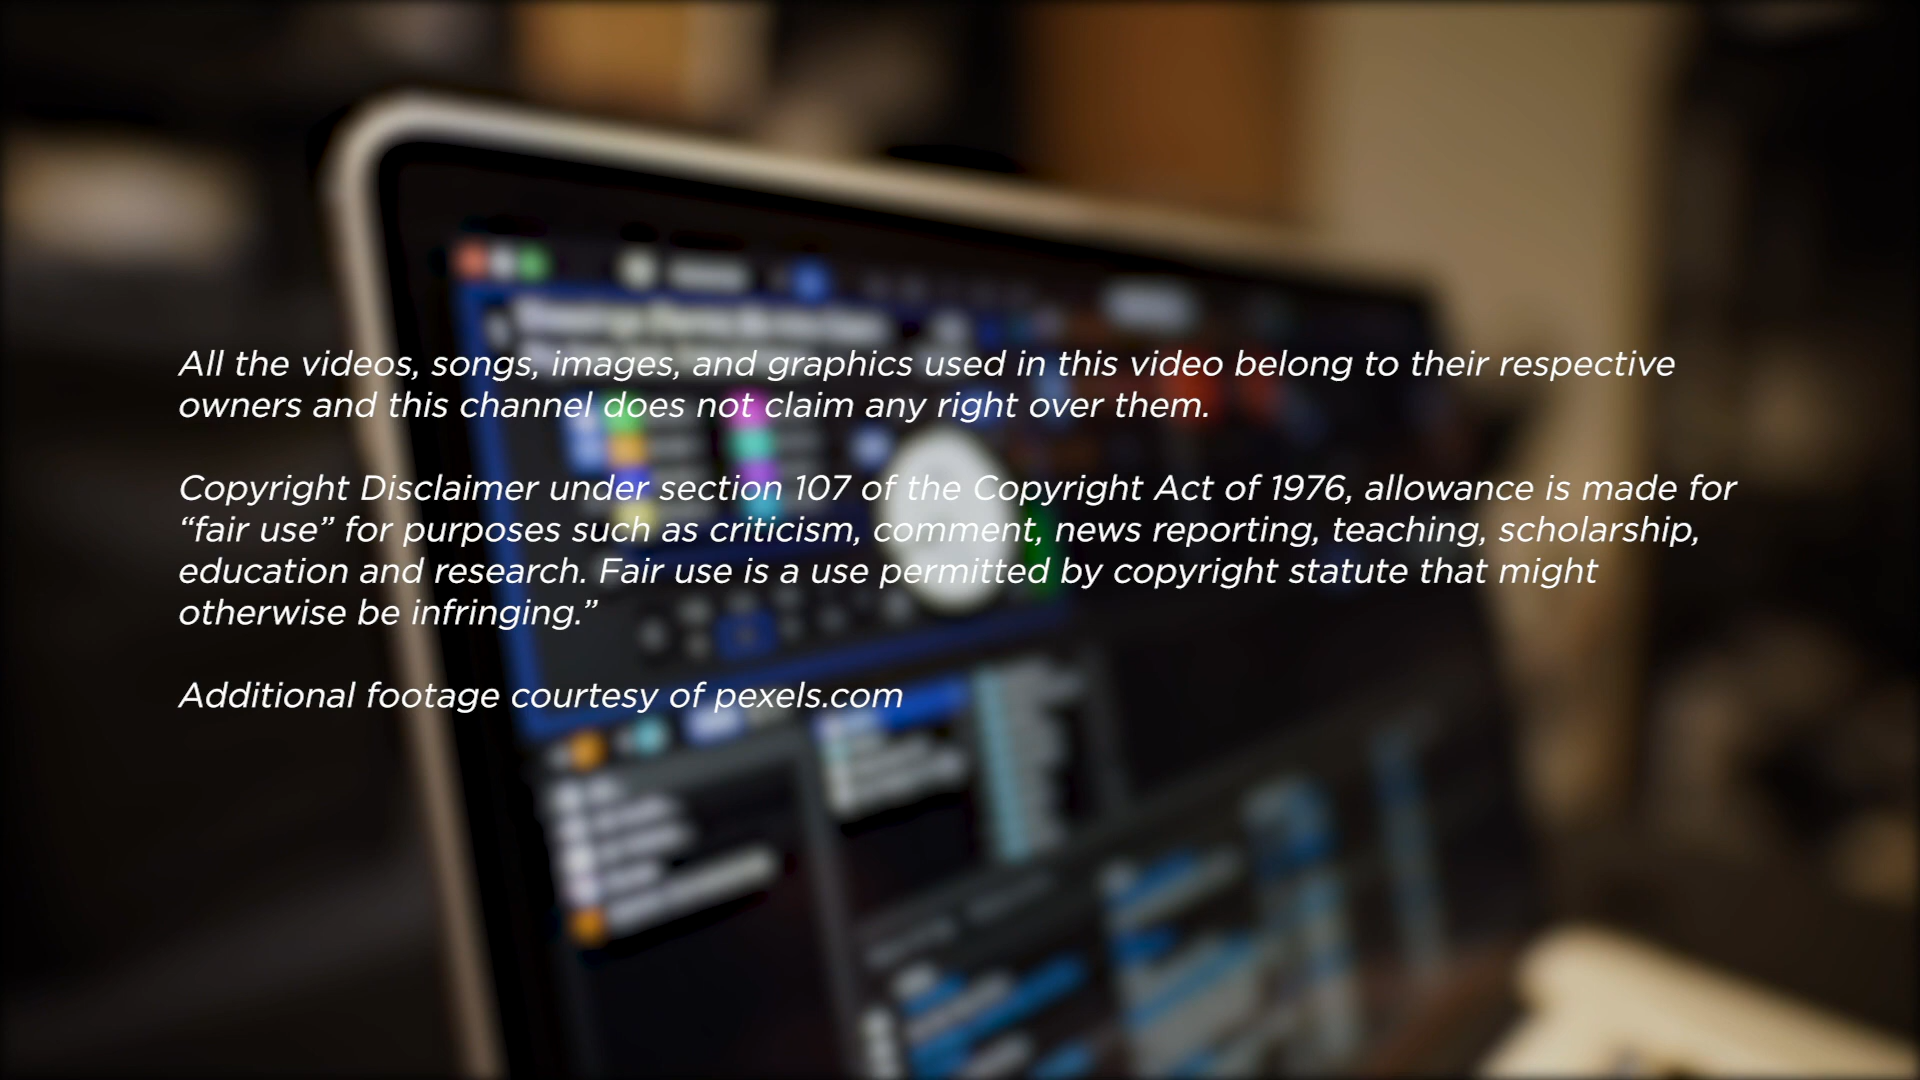 All the videos, songs, images, and graphics used in this video belong to their respective
owners and this channel does not claim any right over them.
Copyright Disclaimer under section 107 of the Copyright Act of 1976, allowance is made for
“fair use” for purposes such as criticism, comment, news reporting, teaching, scholarship,
education and research. Fair use is a use permitted by copyright statute that might
otherwise be infringing.”
Additional footage courtesy of pexels.com